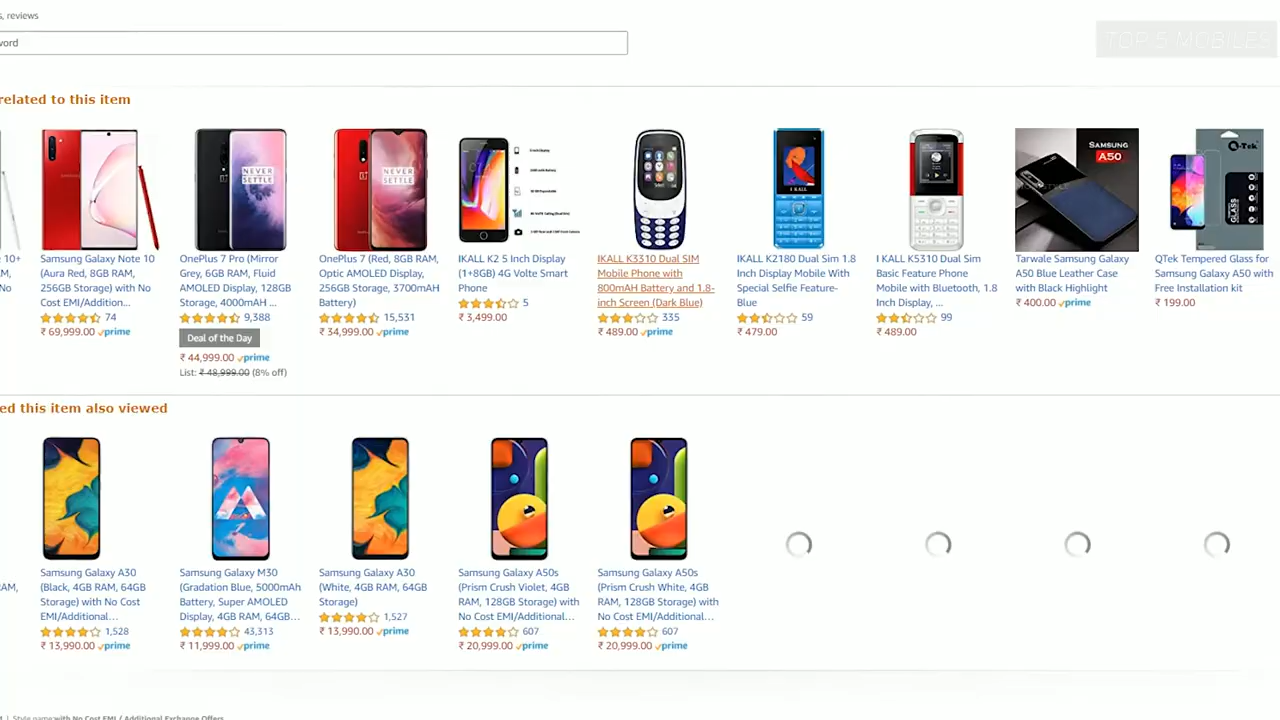 s, reviews
word
TOP 5 MOBILES
related to this item
10+
M,
No
Samsung Galaxy Note 10
(Aura Red, 8GB RAM,
256GB Storage) with No
Cost EMI/Addition...
74
₹ 69,999.00 prime
NEVER
SETTLE
OnePlus 7 Pro (Mirror
Grey, 6GB RAM, Fluid
AMOLED Display, 128GB
Storage, 4000mAH ...
9,388
Deal of the Day
₹ 44,999.00 prime
List: ₹ 48,999.00 (8% off)
NEVER
SETTLE
OnePlus 7 (Red, 8GB RAM,
Optic AMOLED Display,
256GB Storage, 3700mAH
Battery)
15,531
₹ 34,999.00 prime
IKALL K2 5 Inch Display
(1+8GB) 4G Volte Smart
Phone
5
₹ 3,499.00
IKALL K3310 Dual SIM
Mobile Phone with
800mAH Battery and 1.8-
inch Screen (Dark Blue)
335
₹ 489.00 prime
I KALL
IKALL K2180 Dual Sim 1.8
Inch Display Mobile With
Special Selfie Feature-
Blue
59
₹ 479.00
I KALL K5310 Dual Sim
Basic Feature Phone
Mobile with Bluetooth, 1.8
Inch Display, ...
99
₹ 489.00
SAMSUNG
A50
Tarwale Samsung Galaxy
A50 Blue Leather Case
with Black Highlight
₹ 400.00 prime
Q-Tek
GLASS
QTek Tempered Glass for
Samsung Galaxy A50 with
Free Installation kit
₹ 199.00
ed this item also viewed
AM,
Samsung Galaxy A30
(Black, 4GB RAM, 64GB
Storage) with No Cost
EMI/Additional...
1,528
₹ 13,990.00 prime
Samsung Galaxy M30
(Gradation Blue, 5000mAh
Battery, Super AMOLED
Display, 4GB RAM, 64GB...
43,313
₹ 11,999.00 prime
Samsung Galaxy A30
(White, 4GB RAM, 64GB
Storage)
1,527
₹ 13,990.00 prime
Samsung Galaxy A50s
(Prism Crush Violet, 4GB
RAM, 128GB Storage) with
No Cost EMI/Additional...
607
₹ 20,999.00 prime
Samsung Galaxy A50s
(Prism Crush White, 4GB
RAM, 128GB Storage) with
No Cost EMI/Additional...
607
₹ 20,999.00 prime
| Style name:with No Cost EMI / Additional Exchange Offers